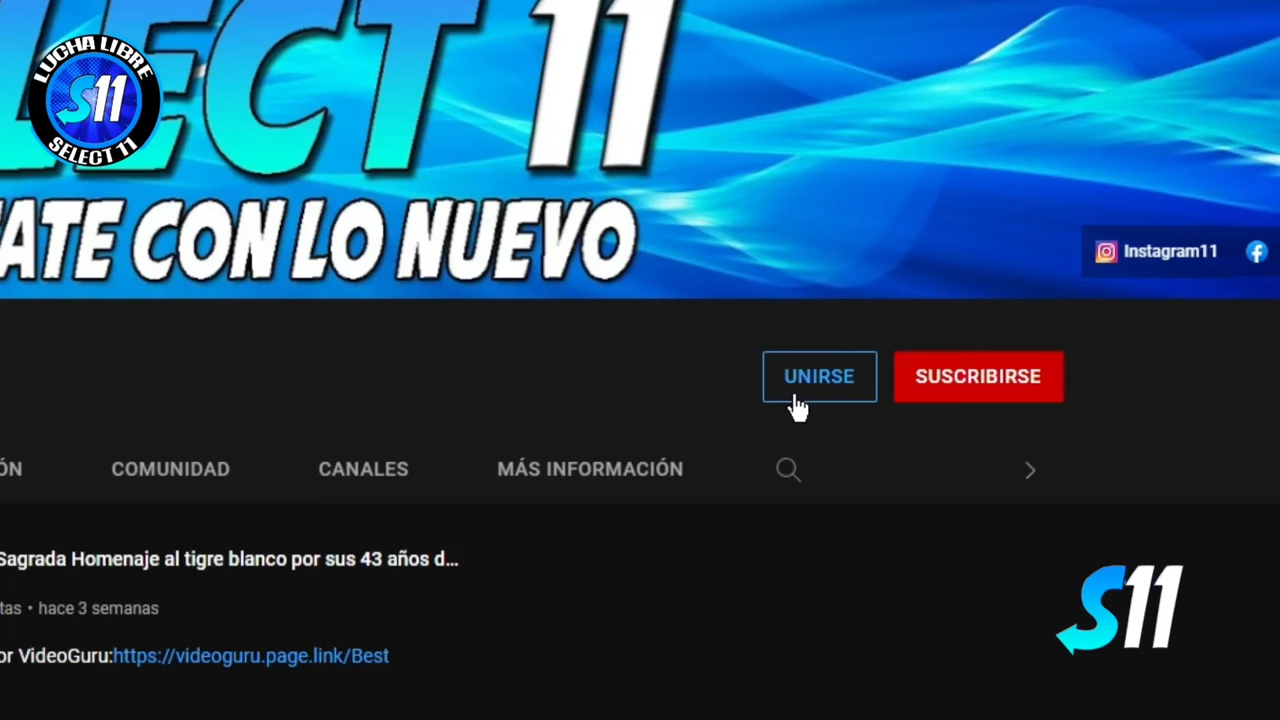 LECT 11
LUCHA LIBRE
S11
SELECT 11
ATE CON LO NUEVO
Instagram11
UNIRSE
SUSCRIBIRSE
ÓN
COMUNIDAD
CANALES
MÁS INFORMACIÓN
Sagrada Homenaje al tigre blanco por sus 43 años d...
tas • hace 3 semanas
or VideoGuru:https://videoguru.page.link/Best
S11